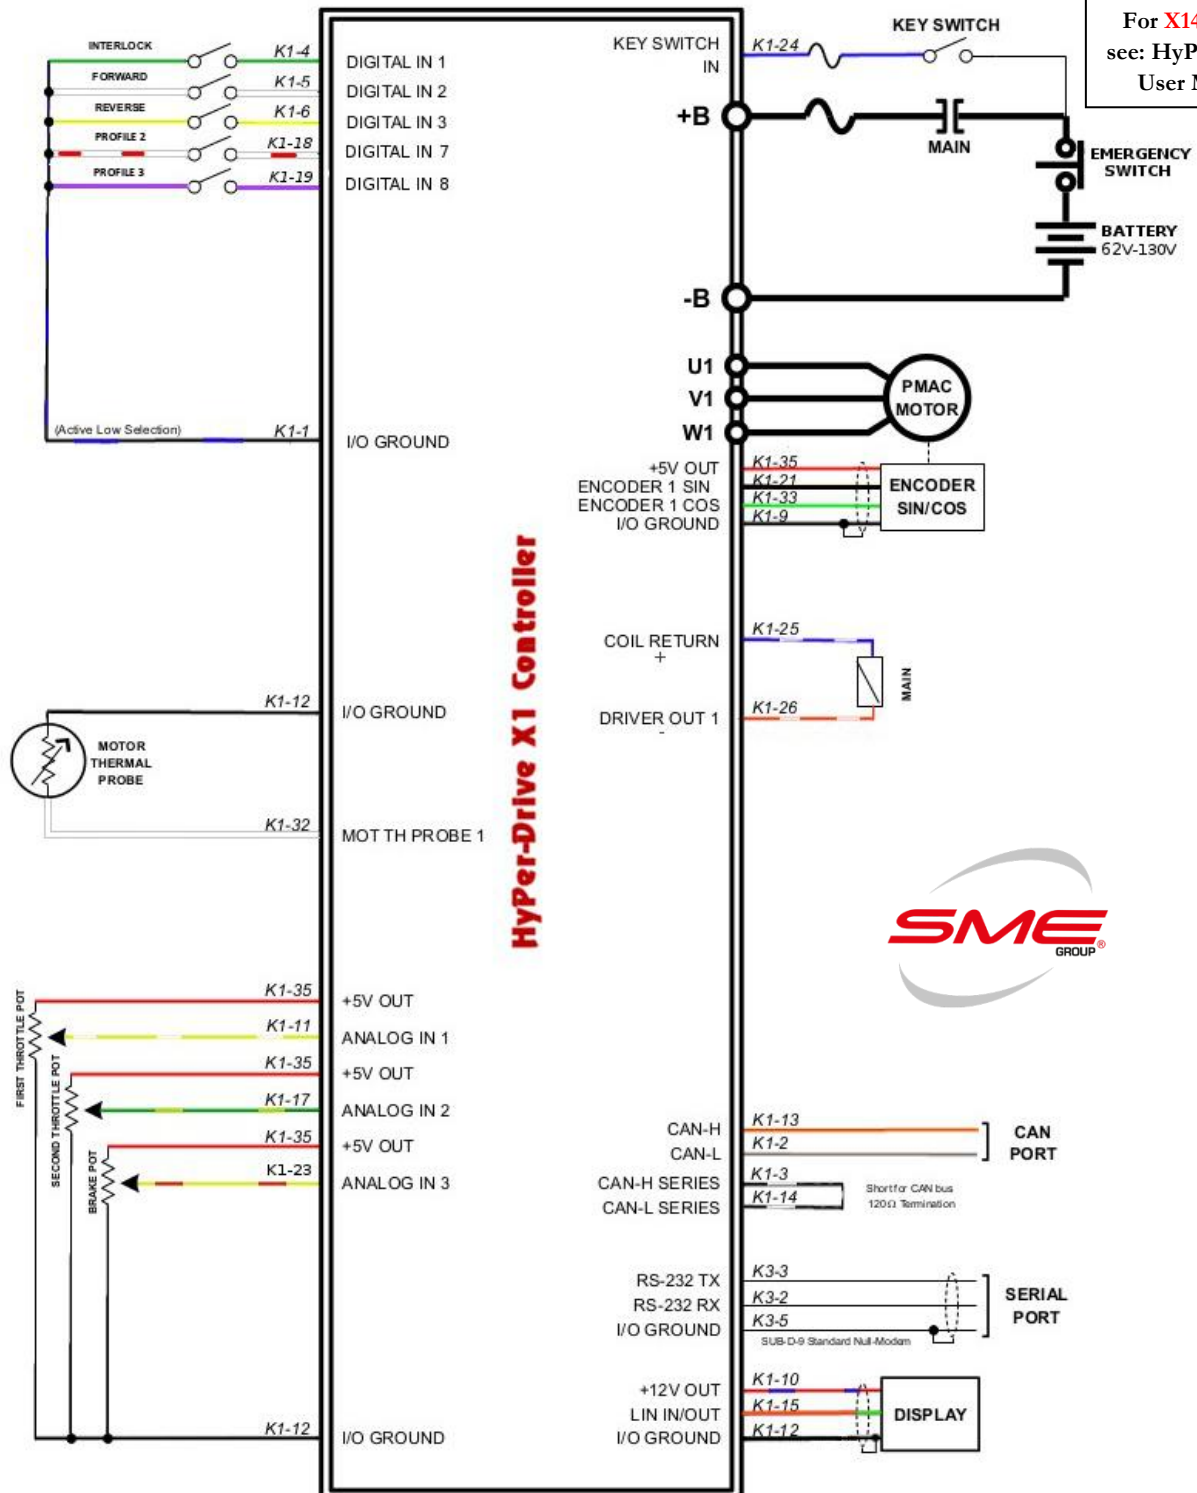 For X14
see: HyP
User M
KEY SWITCH
INTERLOCK
K1-4
DIGITAL IN 1
FORWARD
K1-5
DIGITAL IN 2
REVERSE
K1-6
DIGITAL IN 3
PROFILE 2
K1-18
DIGITAL IN 7
PROFILE 3
K1-19
DIGITAL IN 8
(Active Low Selection)
K1-1
I/O GROUND
KEY SWITCH
IN
K1-24
+B
MAIN
EMERGENCY
SWITCH
BATTERY
62V-130V
-B
U1
V1
W1
PMAC
MOTOR
+5V OUT
K1-35
ENCODER 1 SIN
K1-21
ENCODER 1 COS
K1-33
I/O GROUND
K1-9
ENCODER
SIN/COS
HyPer-Drive X1 Controller
COIL RETURN
+
K1-25
DRIVER OUT 1
-
K1-26
MAIN
K1-12
I/O GROUND
MOTOR
THERMAL
PROBE
K1-32
MOT TH PROBE 1
SME
GROUP®
FIRST THROTTLE POT
K1-35
+5V OUT
K1-11
ANALOG IN 1
SECOND THROTTLE POT
K1-35
+5V OUT
K1-17
ANALOG IN 2
BRAKE POT
K1-35
+5V OUT
K1-23
ANALOG IN 3
K1-12
I/O GROUND
CAN-H
K1-13
CAN-L
K1-2
CAN
PORT
CAN-H SERIES
K1-3
CAN-L SERIES
K1-14
Short for CAN bus
120Ω Termination
RS-232 TX
K3-3
RS-232 RX
K3-2
I/O GROUND
K3-5
SUB-D-9 Standard Null-Modem
SERIAL
PORT
+12V OUT
K1-10
LIN IN/OUT
K1-15
I/O GROUND
K1-12
DISPLAY